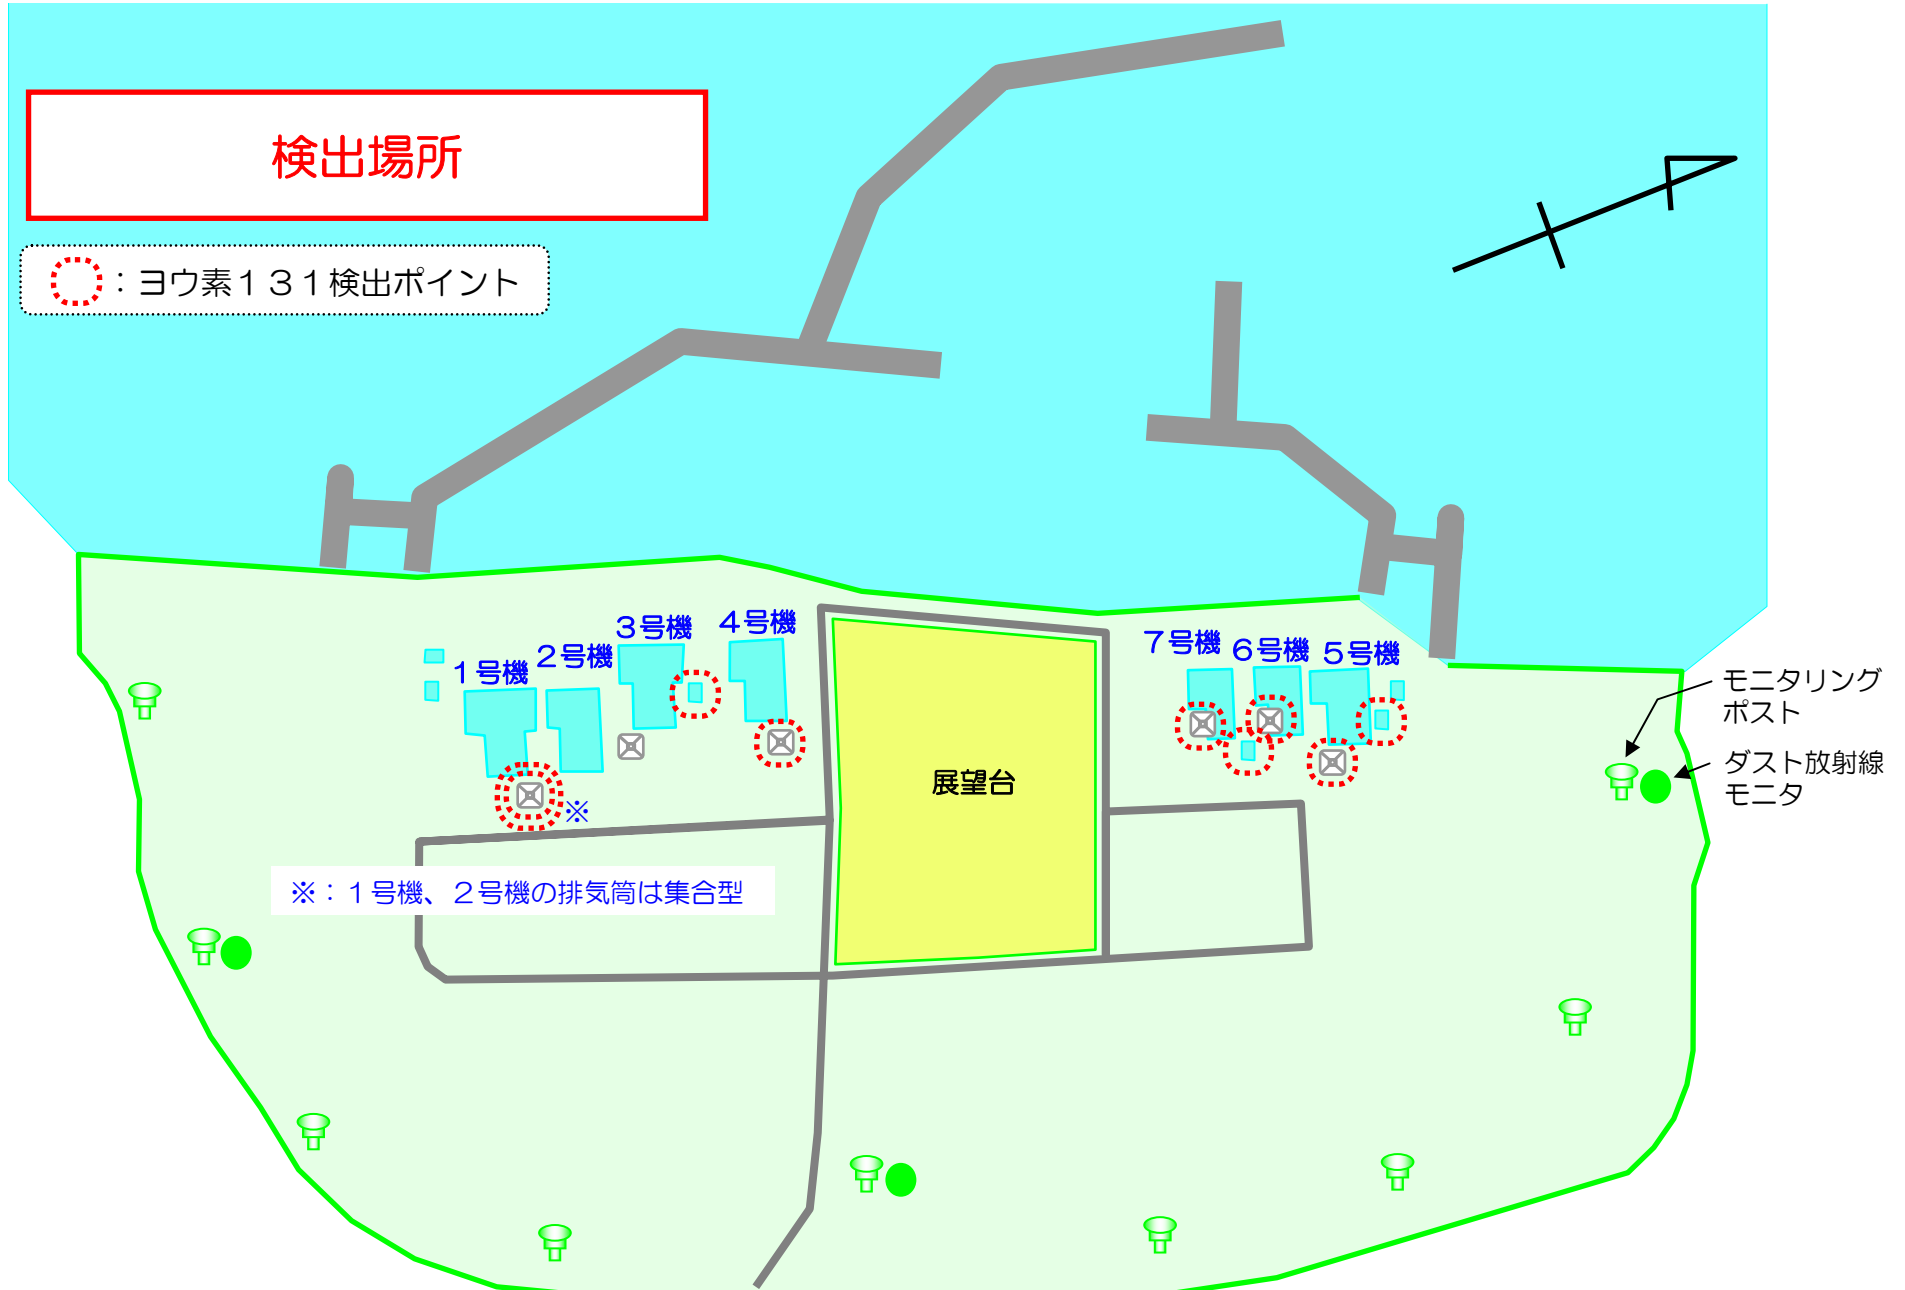 検出場所
：ヨウ素１３１検出ポイント
１号機
２号機
３号機
４号機
７号機
６号機
５号機
モニタリング
ポスト
ダスト放射線
モニタ
展望台
※
※：１号機、２号機の排気筒は集合型